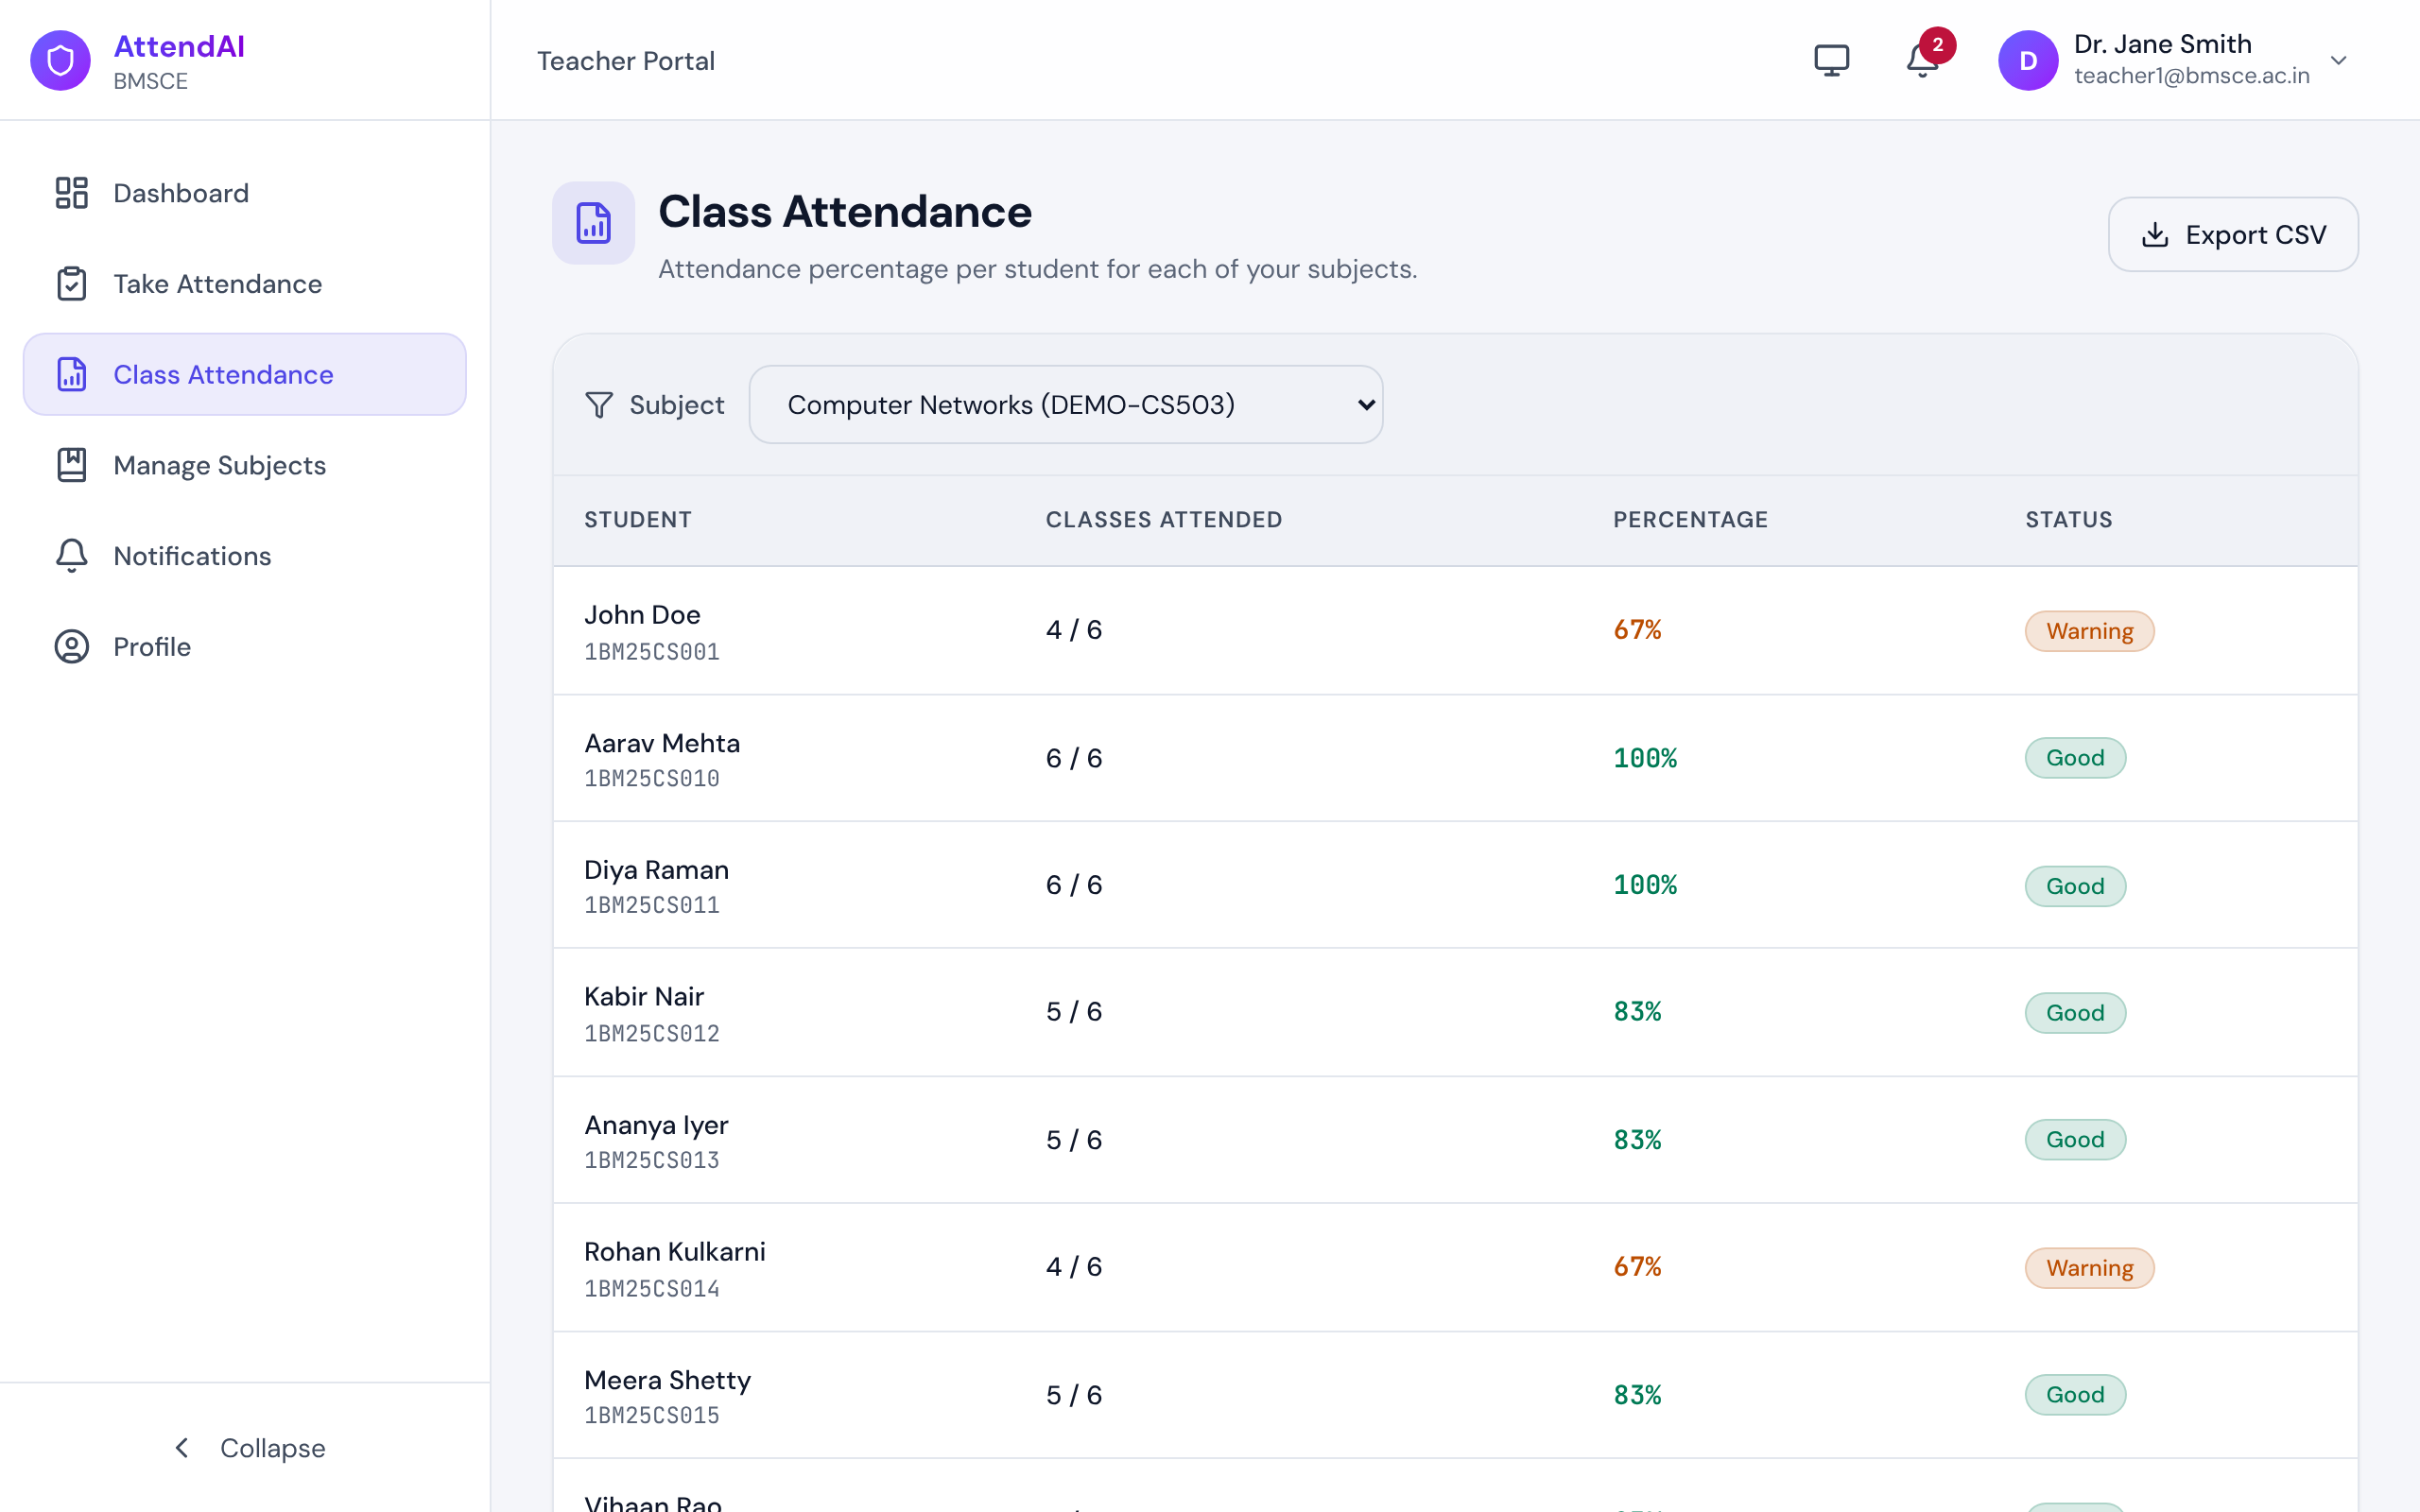 AttendAI
BMSCE
Teacher Portal
2
D
Dr. Jane Smith
teacher1@bmsce.ac.in
Dashboard
Take Attendance
Class Attendance
Manage Subjects
Notifications
Profile
Collapse
Class Attendance
Attendance percentage per student for each of your subjects.
Export CSV
Subject
Computer Networks (DEMO-CS503)
STUDENT CLASSES ATTENDED PERCENTAGE STATUS
John Doe
1BM25CS001
4 / 6 67% Warning
Aarav Mehta
1BM25CS010
6 / 6 100% Good
Diya Raman
1BM25CS011
6 / 6 100% Good
Kabir Nair
1BM25CS012
5 / 6 83% Good
Ananya Iyer
1BM25CS013
5 / 6 83% Good
Rohan Kulkarni
1BM25CS014
4 / 6 67% Warning
Meera Shetty
1BM25CS015
5 / 6 83% Good
Vihaan Rao